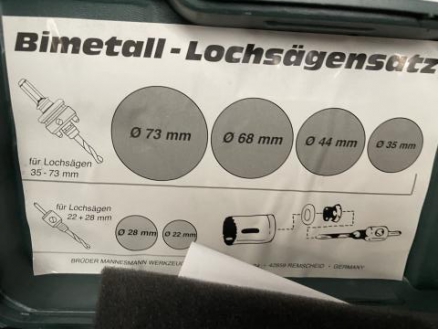 Bimetall - Lochsägensatz
Ø 73 mm
Ø 68 mm
Ø 44 mm
Ø 35 mm
für Lochsägen
35 - 73 mm
für Lochsägen
22 + 28 mm
Ø 28 mm
Ø 22 mm
BRÜDER MANNESMANN WERKZEU
REMSCHEID • GERMANY